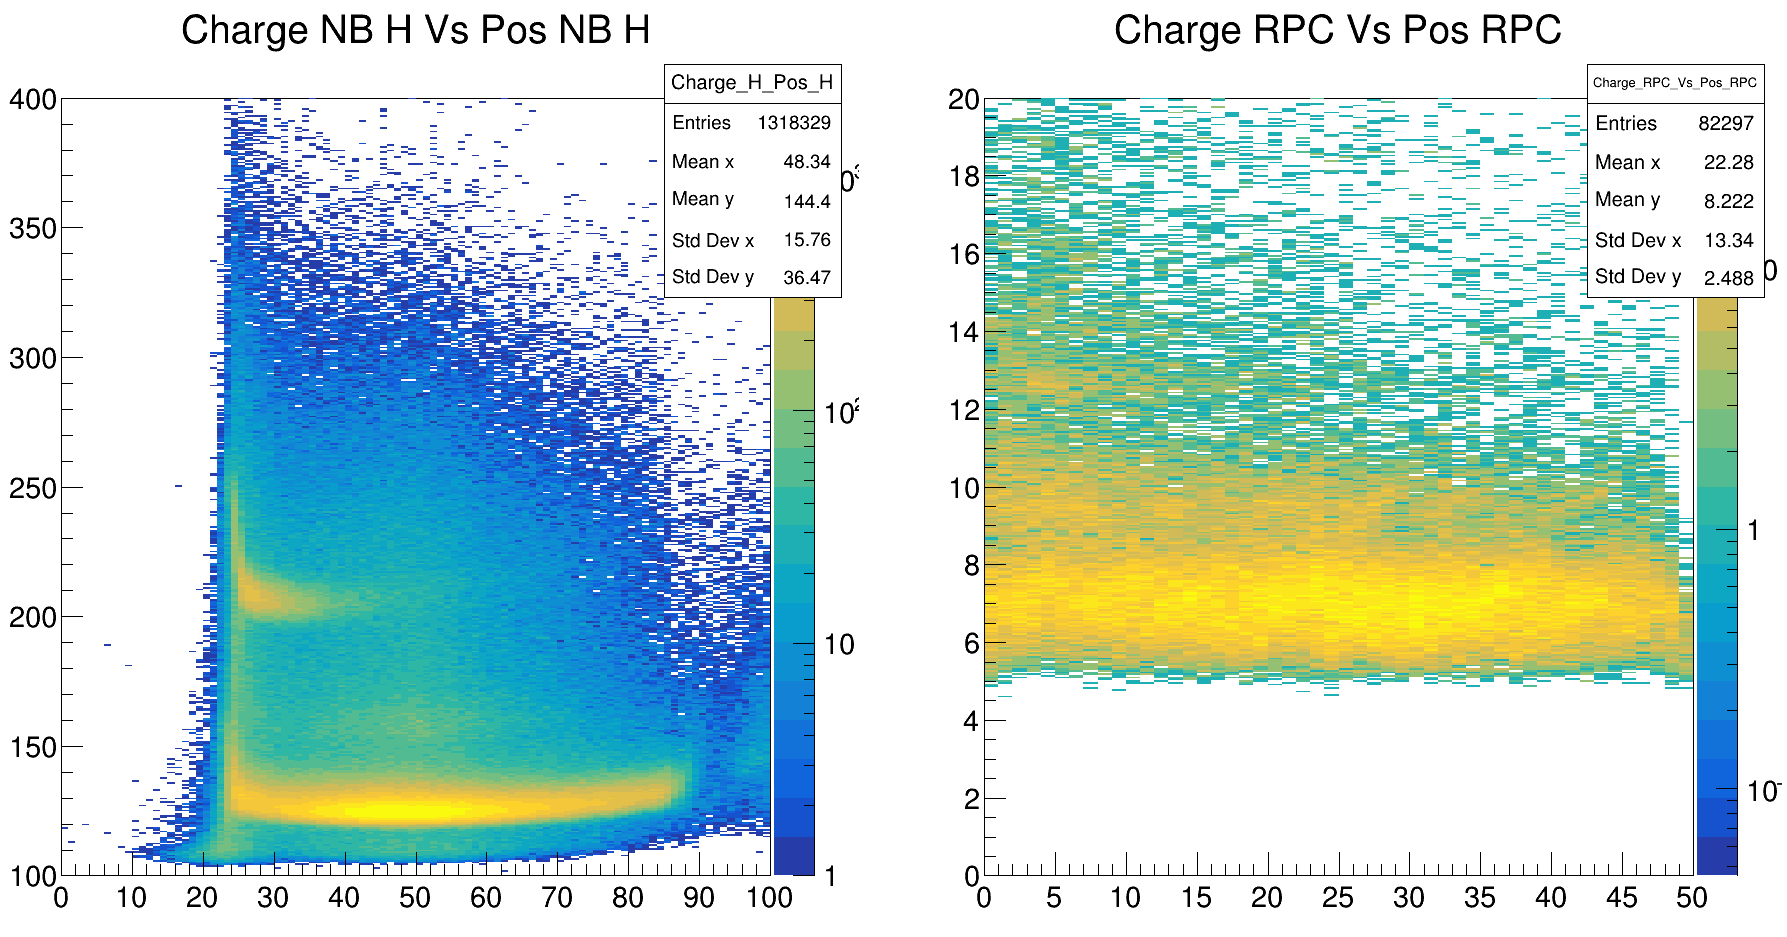 Charge NB H Vs Pos NB H
Charge_H_Pos_H
Entries 1318329
Mean x 48.34
Mean y 144.4
Std Dev x 15.76
Std Dev y 36.47
400
350
300
250
200
150
100
0 10 20 30 40 50 60 70 80 90 100
10
1
Charge RPC Vs Pos RPC
Charge_RPC_Vs_Pos_RPC
Entries 82297
Mean x 22.28
Mean y 8.222
Std Dev x 13.34
Std Dev y 2.488
20
18
16
14
12
10
8
6
4
2
0
0 5 10 15 20 25 30 35 40 45 50
1